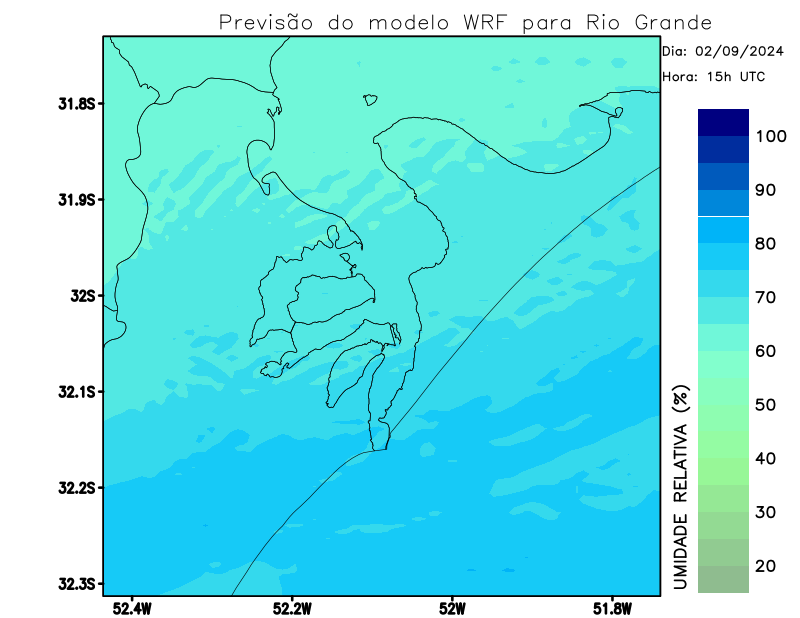 Previsão do modelo WRF para Rio Grande
Dia: 02/09/2024
Hora: 15h UTC
31.8S
31.9S
32S
32.1S
32.2S
32.3S
52.4W
52.2W
52W
51.8W
100
90
80
70
60
50
40
30
20
UMIDADE RELATIVA (%)